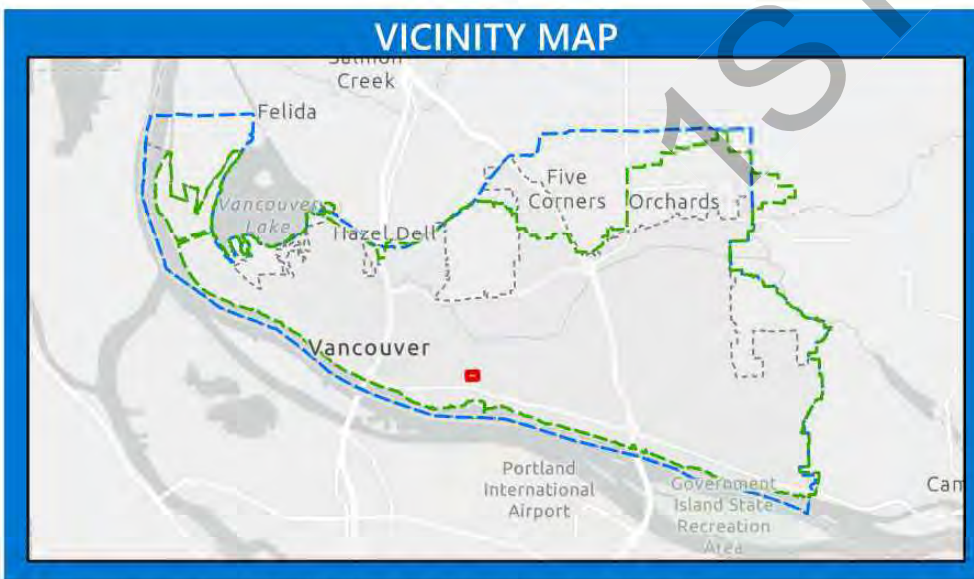 VICINITY MAP
Salmon
Creek
Felida
Five
Corners
Orchards
Vancouver
Lake
Hazel Dell
Vancouver
Portland
International
Airport
Government
Island State
Recreation
Area